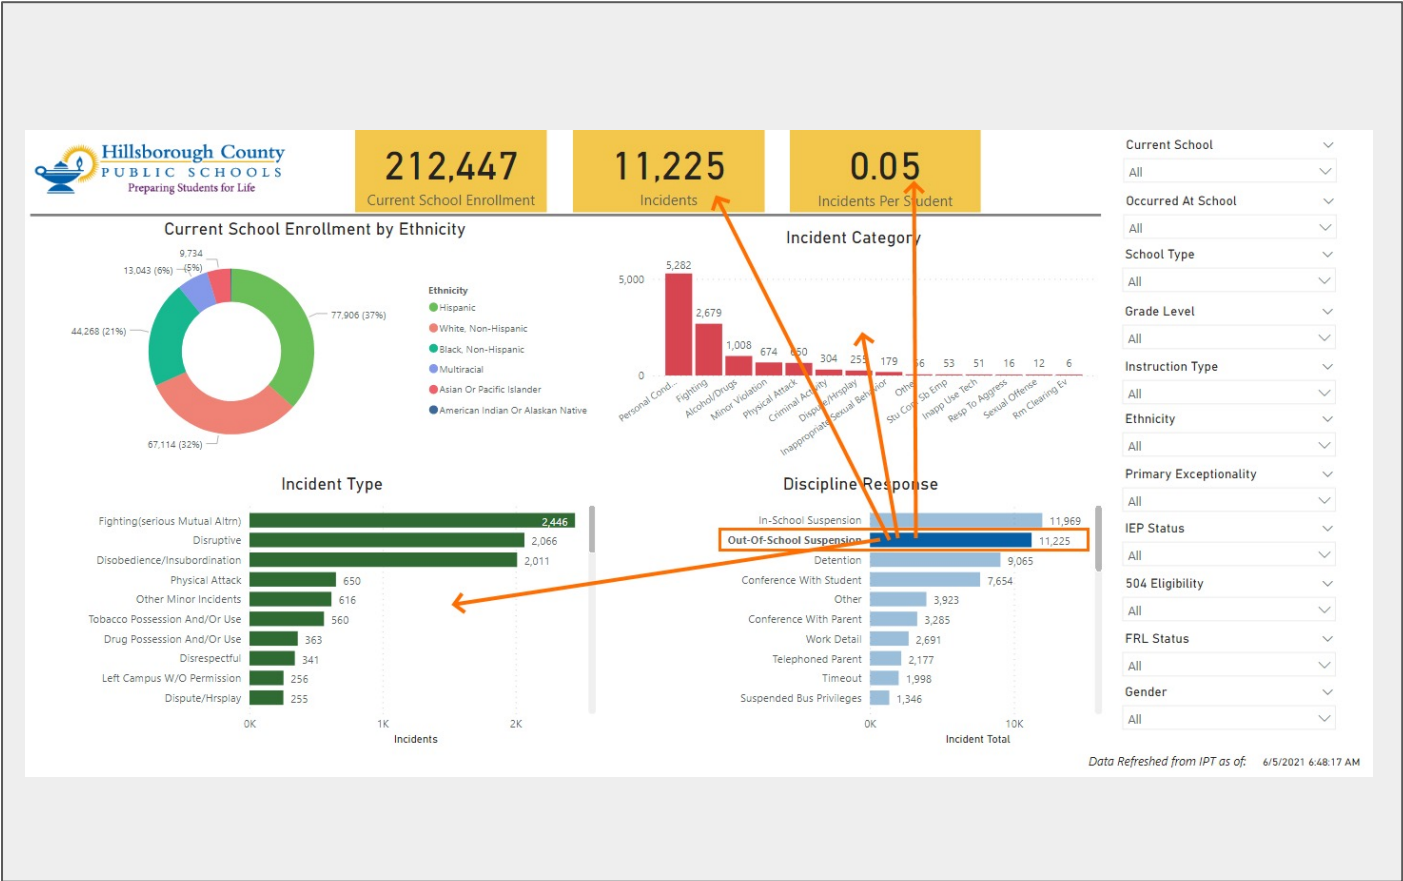 Hillsborough County
PUBLIC SCHOOLS
Preparing Students for Life
212,447
Current School Enrollment
11,225
Incidents
0.05
Incidents Per Student
Current School Enrollment by Ethnicity
9,734
(5%)
13,043 (6%)
44,268 (21%)
77,906 (37%)
67,114 (32%)
Ethnicity
Hispanic
White, Non-Hispanic
Black, Non-Hispanic
Multiracial
Asian Or Pacific Islander
American Indian Or Alaskan Native
Incident Category
5,000
0
5,282
2,679
1,008
674
650
304
255
179
56
53
51
16
12
6
Personal Cond...
Fighting
Alcohol/Drugs
Minor Violation
Physical Attack
Criminal Activity
Dispute/Hrsplay
Inappropriate Sexual Behavior
Other
Stu Con Sb Emp
Inapp Use Tech
Resp To Aggress
Sexual Offense
Rm Clearing Ev
Incident Type
Fighting(serious Mutual Altrn) 2,446
Disruptive 2,066
Disobedience/Insubordination 2,011
Physical Attack 650
Other Minor Incidents 616
Tobacco Possession And/Or Use 560
Drug Possession And/Or Use 363
Disrespectful 341
Left Campus W/O Permission 256
Dispute/Hrsplay 255
0K 1K 2K
Incidents
Discipline Response
In-School Suspension 11,969
Out-Of-School Suspension 11,225
Detention 9,065
Conference With Student 7,654
Other 3,923
Conference With Parent 3,285
Work Detail 2,691
Telephoned Parent 2,177
Timeout 1,998
Suspended Bus Privileges 1,346
0K 10K
Incident Total
Current School
All
Occurred At School
All
School Type
All
Grade Level
All
Instruction Type
All
Ethnicity
All
Primary Exceptionality
All
IEP Status
All
504 Eligibility
All
FRL Status
All
Gender
All
Data Refreshed from IPT as of: 6/5/2021 6:48:17 AM